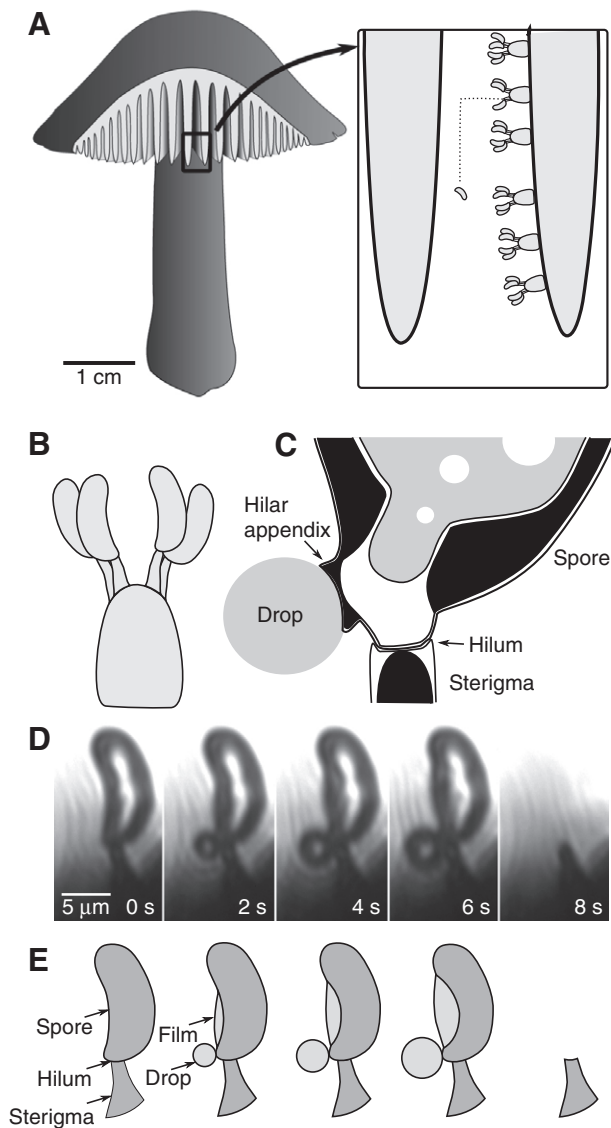 A
1 cm
B
C
Hilar
appendix
Drop
Spore
Hilum
Sterigma
D
5 μm
0 s
2 s
4 s
6 s
8 s
E
Spore
Film
Hilum
Drop
Sterigma